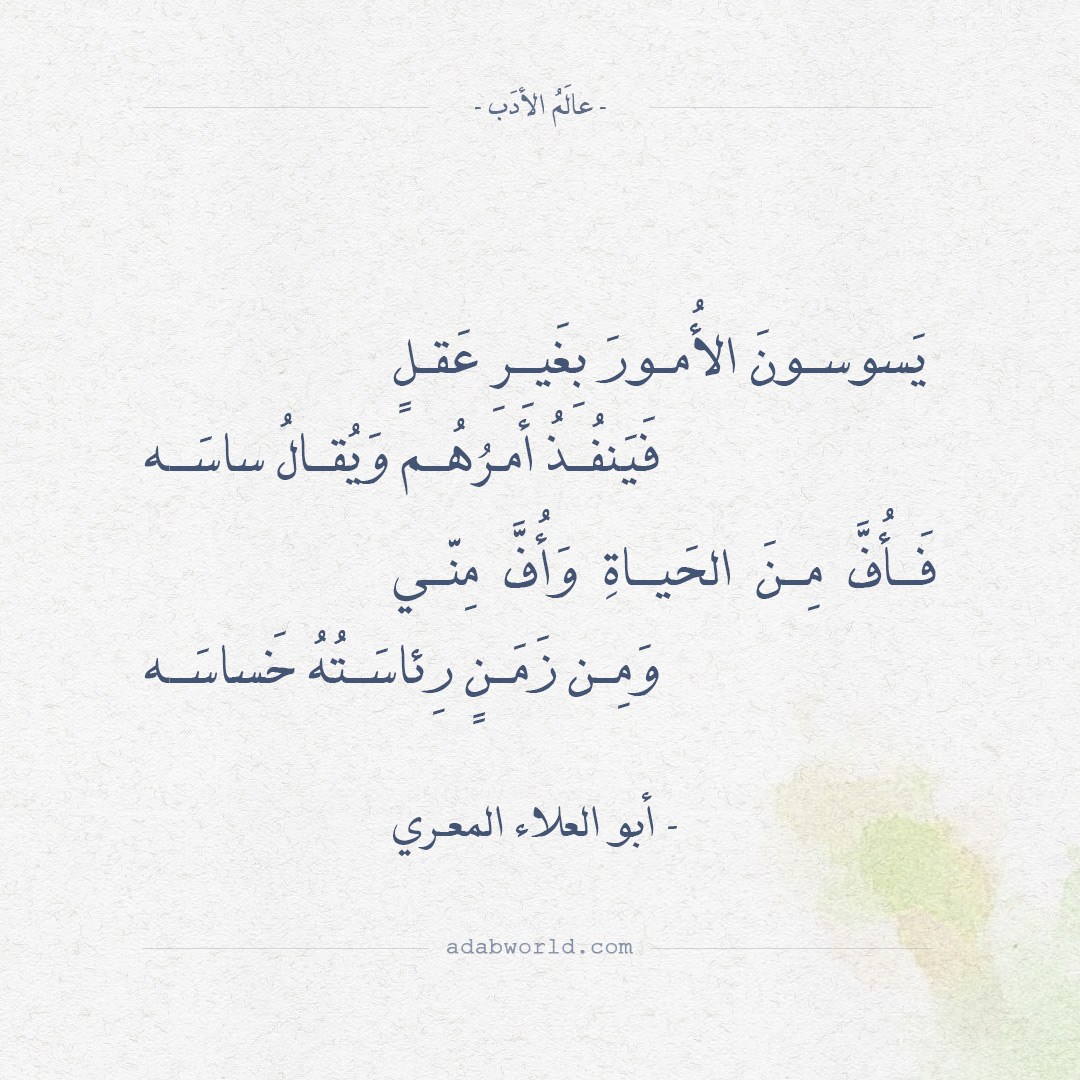 - عالَمُ الأدَب -
يَسوسونَ الأُمورَ بِغَيرِ عَقلٍ
فَيَنفُذُ أَمرُهُم وَيُقالُ ساسَه
فَأُفَّ مِنَ الحَياةِ وَأُفَّ مِنّي
وَمِن زَمَنٍ رِئاسَتُهُ خَساسَه
- أبو العلاء المعري
adabworld.com